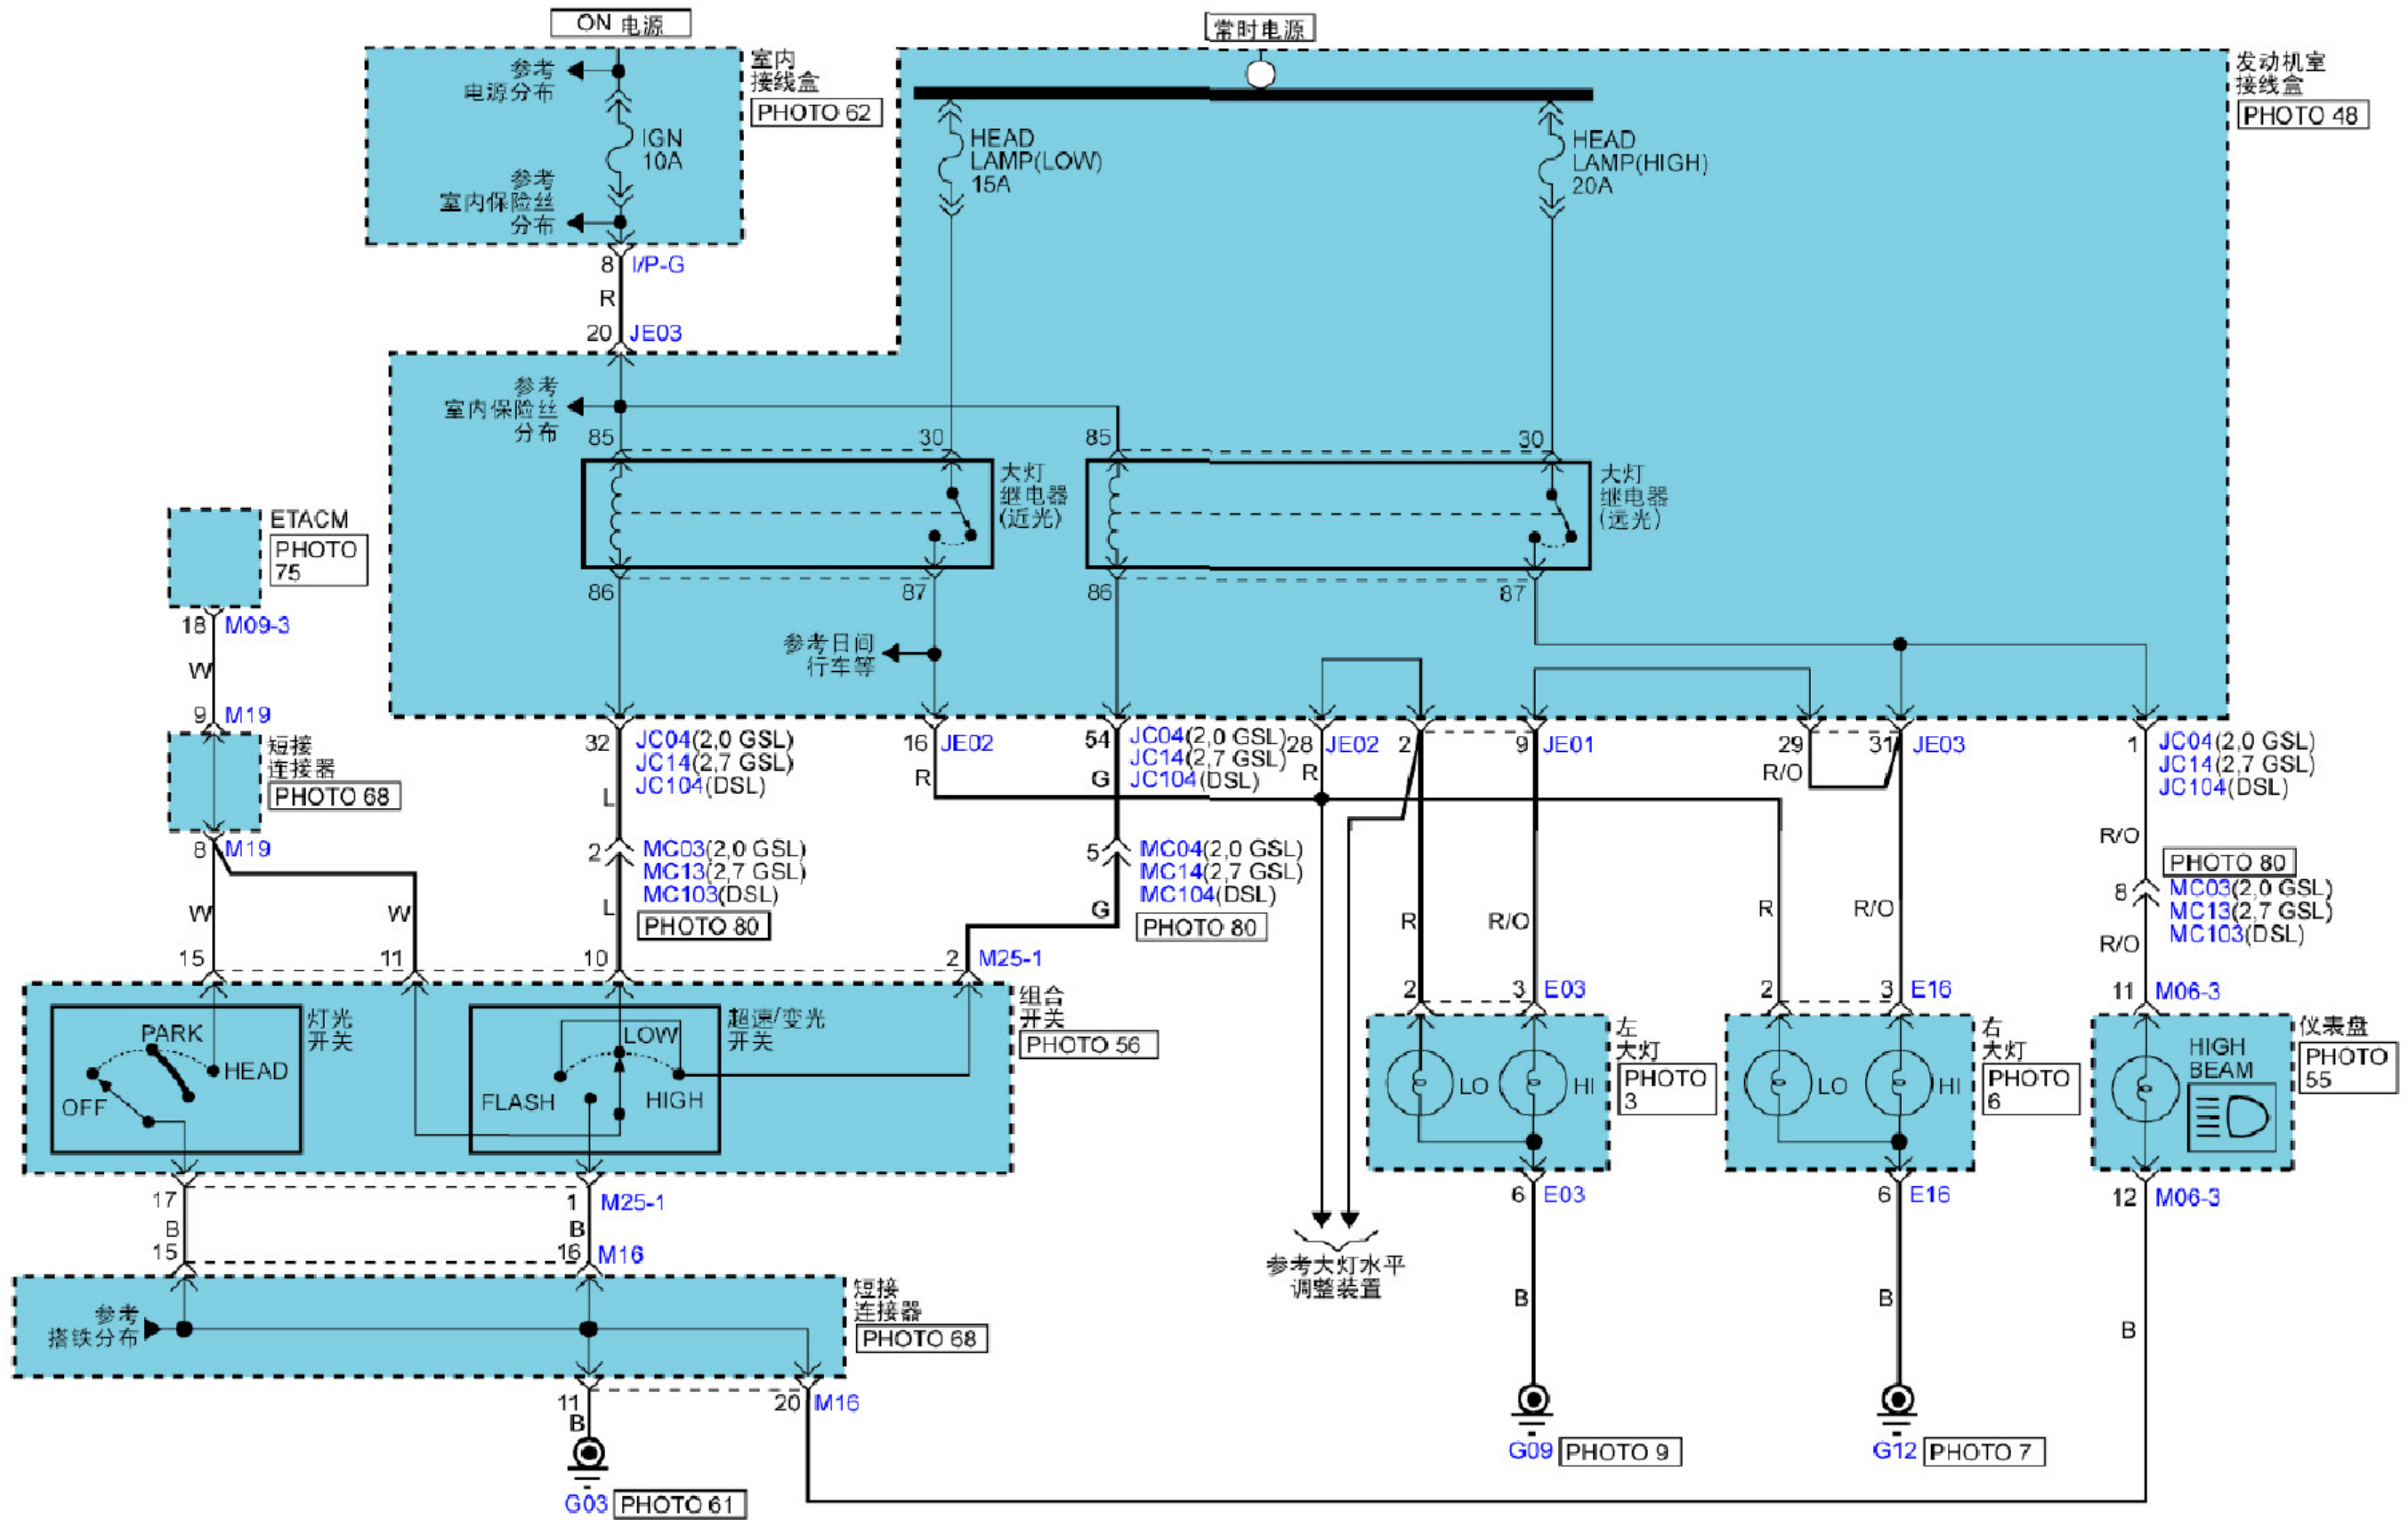 ON 电源
常时电源
参考
电源分布
IGN
10A
参考
室内保险丝
分布
室内
接线盒
PHOTO 62
HEAD
LAMP(LOW)
15A
HEAD
LAMP(HIGH)
20A
发动机室
接线盒
PHOTO 48
8 I/P-G
R
20 JE03
参考
室内保险丝
分布
85
30
85
30
大灯
继电器
(近光)
大灯
继电器
(远光)
86
87
86
87
参考日间
行车等
ETACM
PHOTO
75
18 M09-3
W
9 M19
短接
连接器
PHOTO 68
8 M19
W
W
32 JC04(2,0 GSL)
JC14(2,7 GSL)
JC104(DSL)
L
2 MC03(2,0 GSL)
MC13(2,7 GSL)
MC103(DSL)
L
PHOTO 80
16 JE02
R
54 JC04(2,0 GSL)
JC14(2,7 GSL)
G JC104(DSL)
5 MC04(2,0 GSL)
MC14(2,7 GSL)
MC104(DSL)
G
PHOTO 80
28 JE02
R
2
9 JE01
29
31 JE03
R/O
1 JC04(2,0 GSL)
JC14(2,7 GSL)
JC104(DSL)
R/O
PHOTO 80
8 MC03(2,0 GSL)
MC13(2,7 GSL)
MC103(DSL)
R/O
R
R/O
R
R/O
15
11
10
2 M25-1
灯光
开关
PARK
HEAD
OFF
超速/变光
开关
LOW
FLASH
HIGH
组合
开关
PHOTO 56
2
3 E03
左
大灯
PHOTO
3
LO
HI
2
3 E16
右
大灯
PHOTO
6
LO
HI
11 M06-3
仪表盘
PHOTO
55
HIGH
BEAM
17
1 M25-1
B
B
15
16 M16
参考
搭铁分布
短接
连接器
PHOTO 68
11
B
20 M16
G03 PHOTO 61
参考大灯水平
调整装置
6 E03
B
G09 PHOTO 9
6 E16
B
G12 PHOTO 7
12 M06-3
B